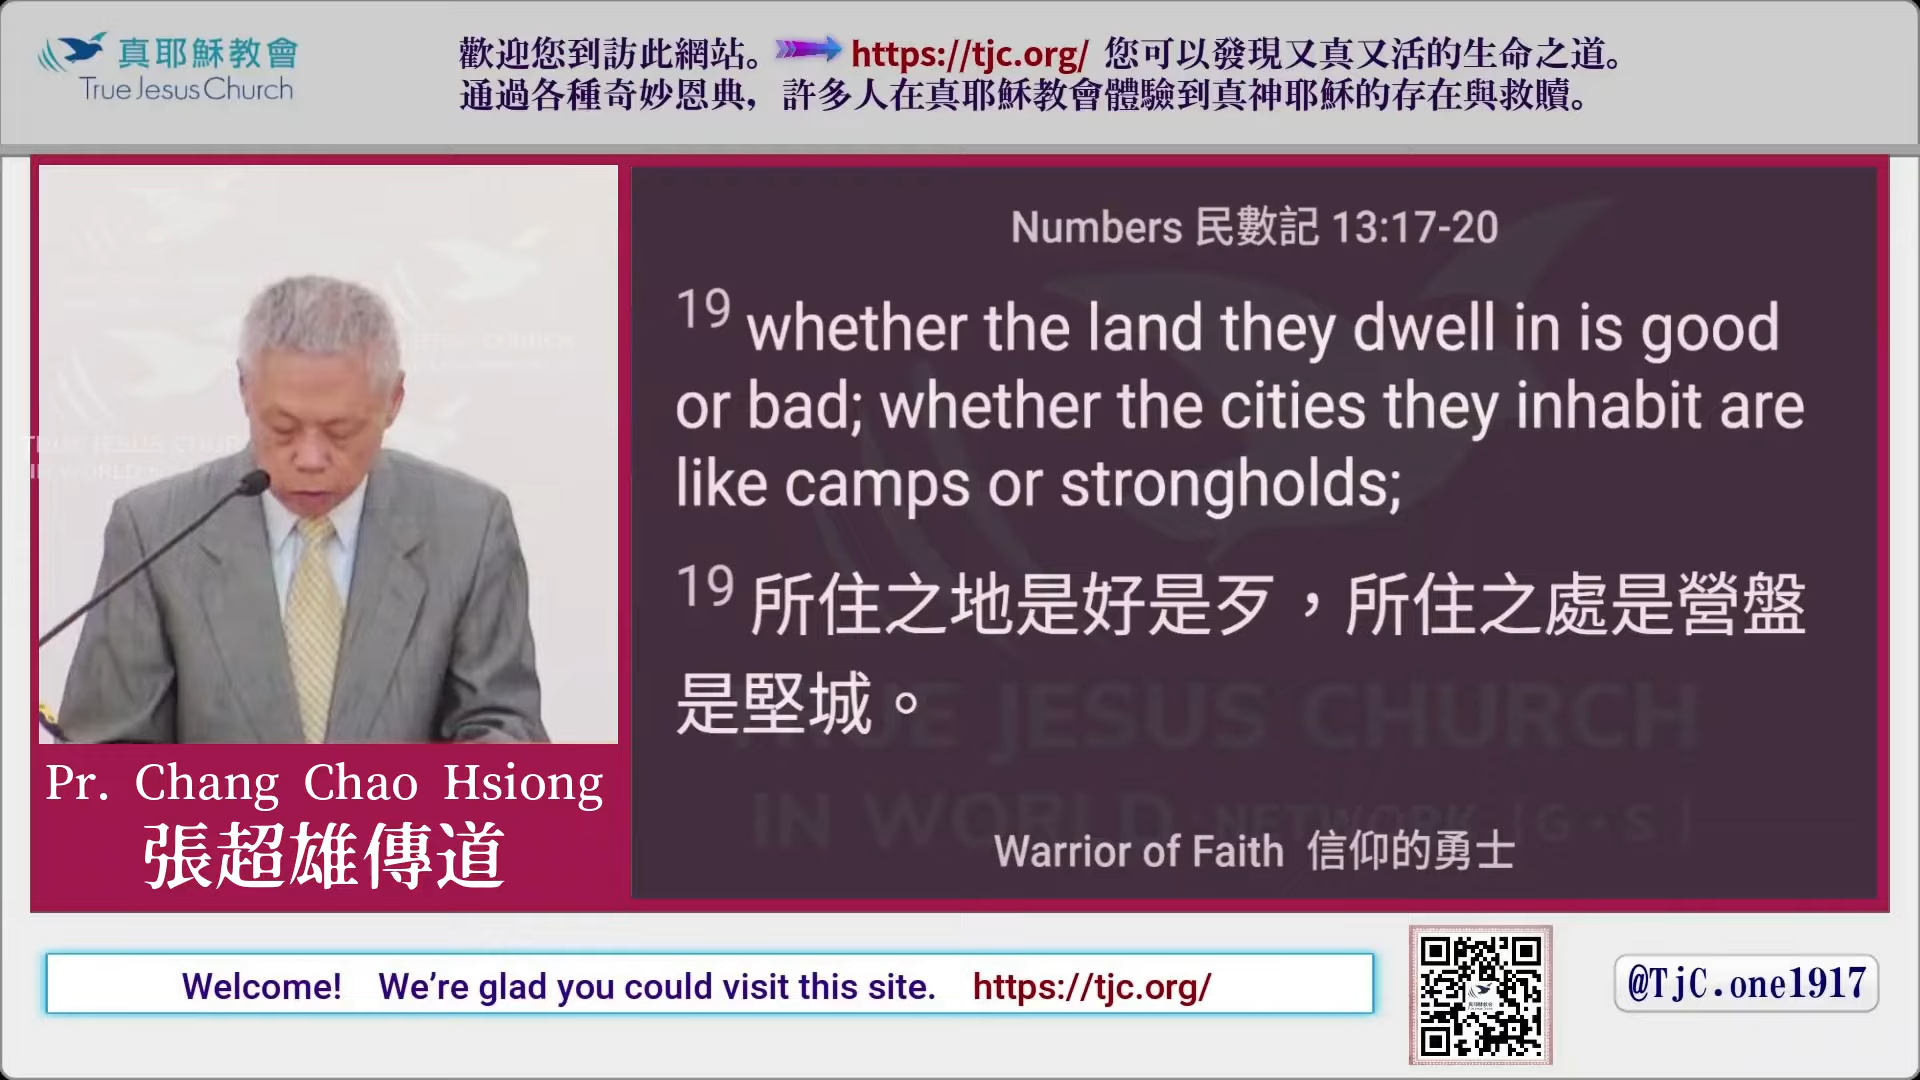 真耶穌教會
True Jesus Church
歡迎您到訪此網站。 https://tjc.org/ 您可以發現又真又活的生命之道。
通過各種奇妙恩典，許多人在真耶穌教會體驗到真神耶穌的存在與救贖。
Numbers 民數記 13:17-20
19 whether the land they dwell in is good
or bad; whether the cities they inhabit are
like camps or strongholds;
19 所住之地是好是歹，所住之處是營盤
是堅城。
TRUE JESUS CHURCH
IN WORLD NETWORK [G-S]
Warrior of Faith 信仰的勇士
Pr. Chang Chao Hsiong
張超雄傳道
Welcome! We’re glad you could visit this site. https://tjc.org/
@TjC.one1917